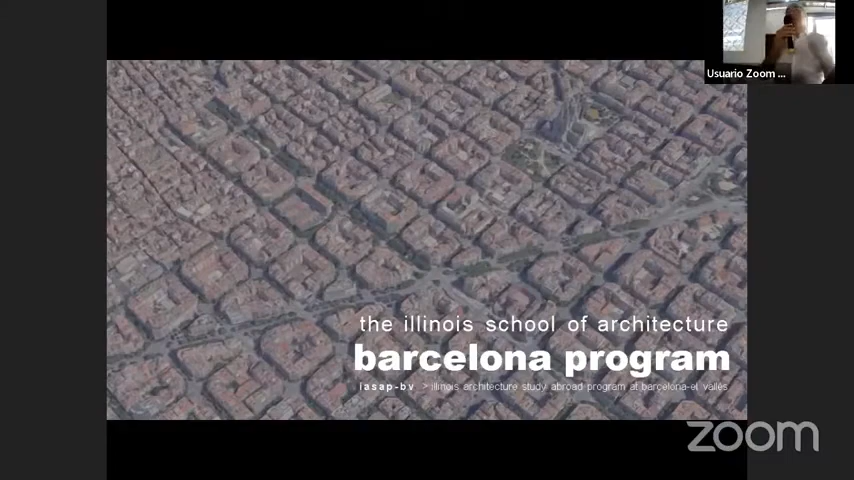 Usuario Zoom ...
the illinois school of architecture
barcelona program
iasap-bv > illinois architecture study abroad program at barcelona-el vallés
zoom